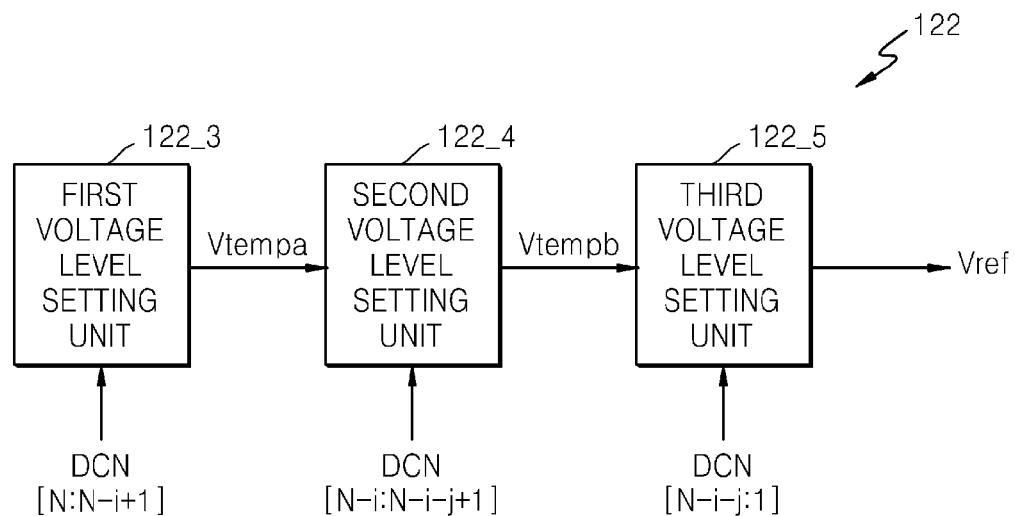 122
122_3
122_4
122_5
FIRST
VOLTAGE
LEVEL
SETTING
UNIT
Vtempa
SECOND
VOLTAGE
LEVEL
SETTING
UNIT
Vtempb
THIRD
VOLTAGE
LEVEL
SETTING
UNIT
Vref
DCN
[N:N-i+1]
DCN
[N-i:N-i-j+1]
DCN
[N-i-j:1]